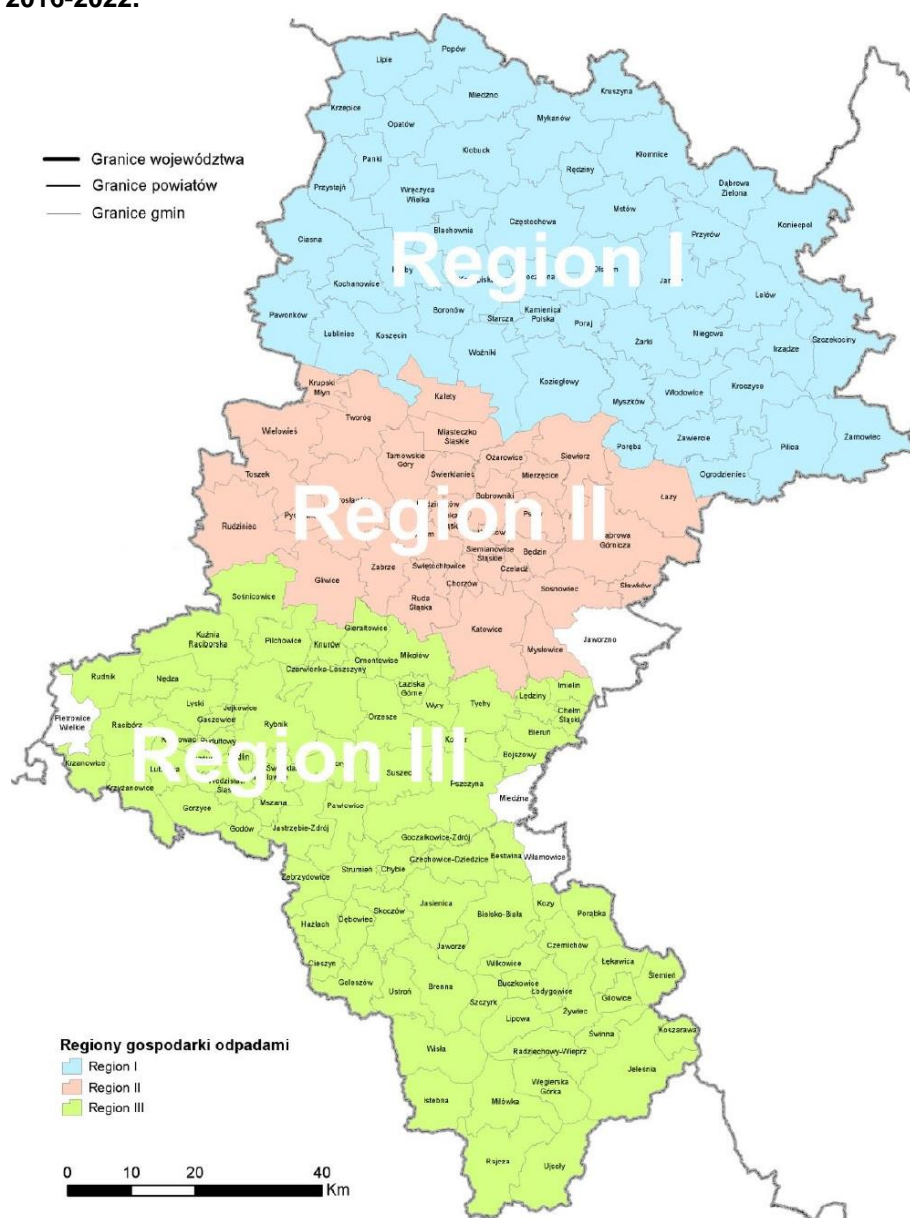 2016-2022.
Granice województwa
Granice powiatów
Granice gmin
Lipie
Popów
Krzepice
Miedźno
Kruszyna
Opatów
Mykanów
Panki
Kłobuck
Kłomnice
Przystajń
Rędziny
Dąbrowa
Zielona
Wręczyca
Wielka
Mstów
Koniecpol
Częstochowa
Blachownia
Przyrów
Ciasna
Region I
Kochanowice
Lelów
Pawonków
Boronów
Starcza
Kamienica
Polska
Poraj
Lubliniec
Koszęcin
Niegowa
Irządze
Szczekociny
Żarki
Woźniki
Koziegłowy
Myszków
Włodowice
Kroczyce
Poręba
Zawiercie
Pilica
Żarnowiec
Ogrodzieniec
Krupski
Młyn
Kalety
Tworóg
Wielowieś
Miasteczko
Śląskie
Tarnowskie
Góry
Ożarowice
Siewierz
Świerklaniec
Mierzęcice
Toszek
Łazy
Bobrowniki
Region II
Rudziniec
Siemianowice
Śląskie
Będzin
Zabrze
Świętochłowice
Czeladź
Gliwice
Chorzów
Sosnowiec
Sławków
Ruda
Śląska
Katowice
Mysłowice
Jaworzno
Sośnicowice
Gierałtowice
Kuźnia
Raciborska
Pilchowice
Knurów
Ornontowice
Mikołów
Czerwionka-Leszczyny
Rudnik
Nędza
Łaziska
Górne
Wyry
Tychy
Lędziny
Imielin
Chełm
Śląski
Lyski
Jejkowice
Gaszowice
Rybnik
Orzesze
Bieruń
Pietrowice
Wielkie
Racibórz
Bojszowy
Region III
Krzanowice
Suszec
Pszczyna
Krzyżanowice
Miedźna
Gorzyce
Mszana
Pawłowice
Godów
Jastrzębie-Zdrój
Goczałkowice-Zdrój
Czechowice-Dziedzice
Bestwina
Wilamowice
Zebrzydowice
Strumień
Chybie
Jasienica
Kozy
Porąbka
Skoczów
Dębowiec
Bielsko-Biała
Hażlach
Czernichów
Jaworze
Wilkowice
Łękawica
Cieszyn
Goleszów
Ustroń
Brenna
Buczkowice
Łodygowice
Ślemień
Szczyrk
Gilowice
Żywiec
Lipowa
Świnna
Koszarawa
Wisła
Radziechowy-Wieprz
Jeleśnia
Węgierska
Górka
Istebna
Milówka
Rajcza
Ujsoły
Regiony gospodarki odpadami
Region I
Region II
Region III
0 10 20 40
Km